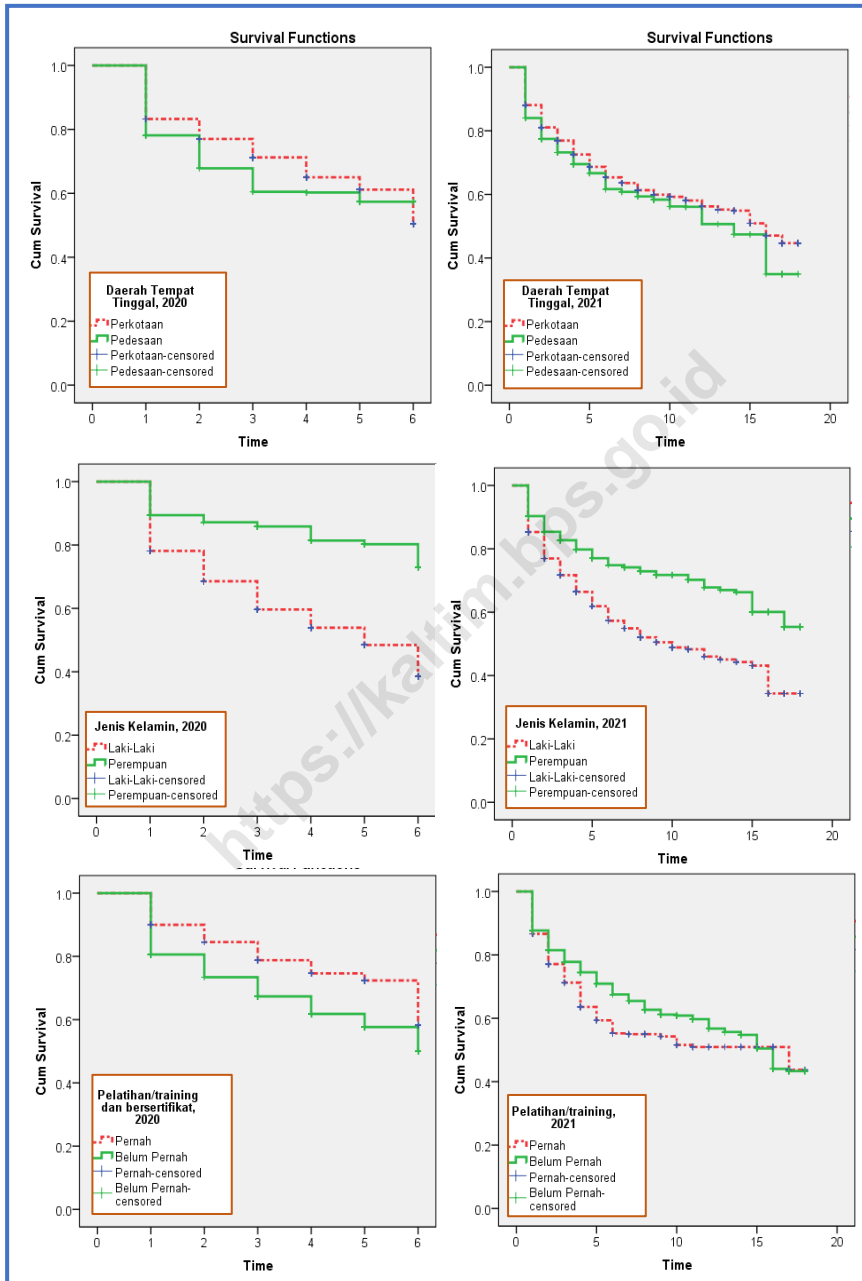 Survival Functions
1.0
0.8
0.6
0.4
0.2
0.0
Cum Survival
Daerah Tempat
Tinggal, 2020
Perkotaan
Pedesaan
Perkotaan-censored
Pedesaan-censored
0 1 2 3 4 5 6
Time
Survival Functions
1.0
0.8
0.6
0.4
0.2
0.0
Cum Survival
Daerah Tempat
Tinggal, 2021
Perkotaan
Pedesaan
Perkotaan-censored
Pedesaan-censored
0 5 10 15 20
Time
1.0
0.8
0.6
0.4
0.2
0.0
Cum Survival
Jenis Kelamin, 2020
Laki-Laki
Perempuan
Laki-Laki-censored
Perempuan-censored
0 1 2 3 4 5 6
Time
1.0
0.8
0.6
0.4
0.2
0.0
Cum Survival
Jenis Kelamin, 2021
Laki-Laki
Perempuan
Laki-Laki-censored
Perempuan-censored
0 5 10 15 20
Time
Survival Functions
1.0
0.8
0.6
0.4
0.2
0.0
Cum Survival
Pelatihan/training
dan bersertifikat,
2020
Pernah
Belum Pernah
Pernah-censored
Belum Pernah-
censored
0 1 2 3 4 5 6
Time
1.0
0.8
0.6
0.4
0.2
0.0
Cum Survival
Pelatihan/training,
2021
Pernah
Belum Pernah
Pernah-censored
Belum Pernah-
censored
0 5 10 15 20
Time
https://kaltim.bps.go.id